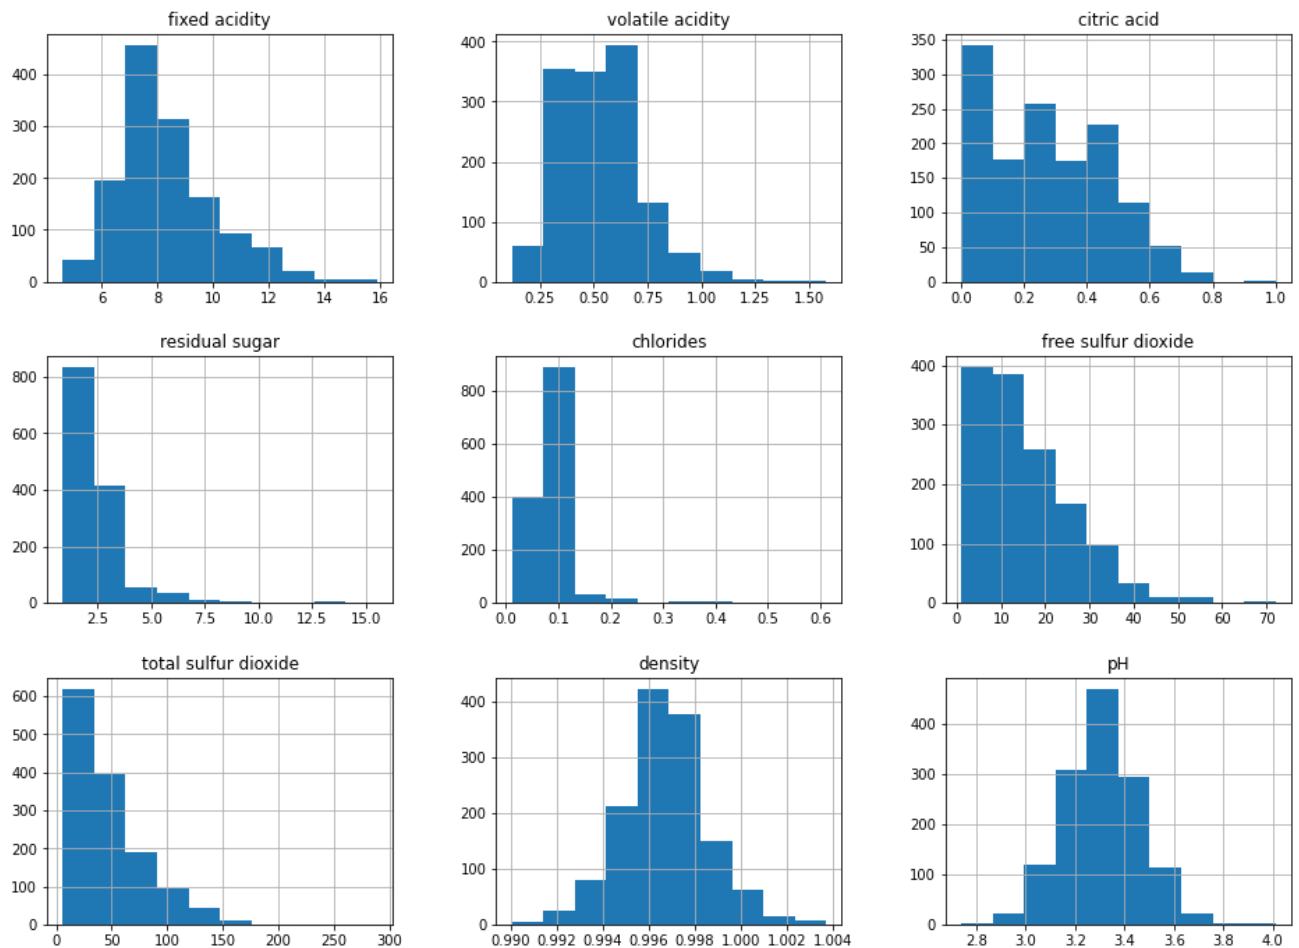 fixed acidity
400
300
200
100
0
6 8 10 12 14 16
volatile acidity
400
300
200
100
0
0.25 0.50 0.75 1.00 1.25 1.50
citric acid
350
300
250
200
150
100
50
0
0.0 0.2 0.4 0.6 0.8 1.0
residual sugar
800
600
400
200
0
2.5 5.0 7.5 10.0 12.5 15.0
chlorides
800
600
400
200
0
0.0 0.1 0.2 0.3 0.4 0.5 0.6
free sulfur dioxide
400
300
200
100
0
0 10 20 30 40 50 60 70
total sulfur dioxide
600
500
400
300
200
100
0
0 50 100 150 200 250 300
density
400
300
200
100
0
0.990 0.992 0.994 0.996 0.998 1.000 1.002 1.004
pH
400
300
200
100
0
2.8 3.0 3.2 3.4 3.6 3.8 4.0